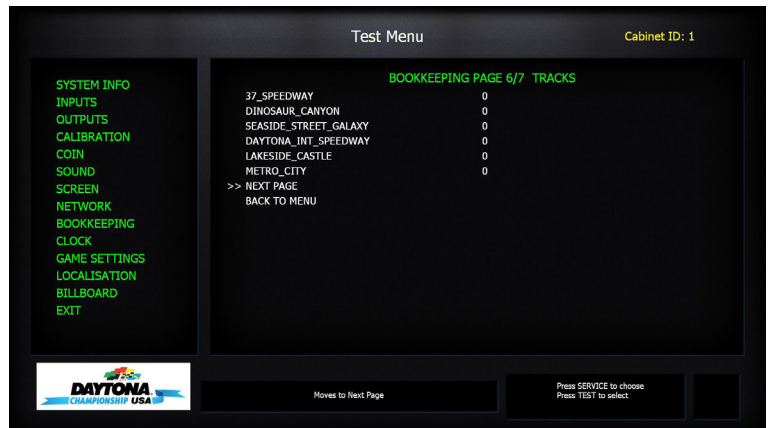 Test Menu
Cabinet ID: 1
SYSTEM INFO
INPUTS
OUTPUTS
CALIBRATION
COIN
SOUND
SCREEN
NETWORK
BOOKKEEPING
CLOCK
GAME SETTINGS
LOCALISATION
BILLBOARD
EXIT
BOOKKEEPING PAGE 6/7 TRACKS
37_SPEEDWAY 0
DINOSAUR_CANYON 0
SEASIDE_STREET_GALAXY 0
DAYTONA_INT_SPEEDWAY 0
LAKESIDE_CASTLE 0
METRO_CITY 0
>> NEXT PAGE
BACK TO MENU
DAYTONA
CHAMPIONSHIP USA
Moves to Next Page
Press SERVICE to choose
Press TEST to select